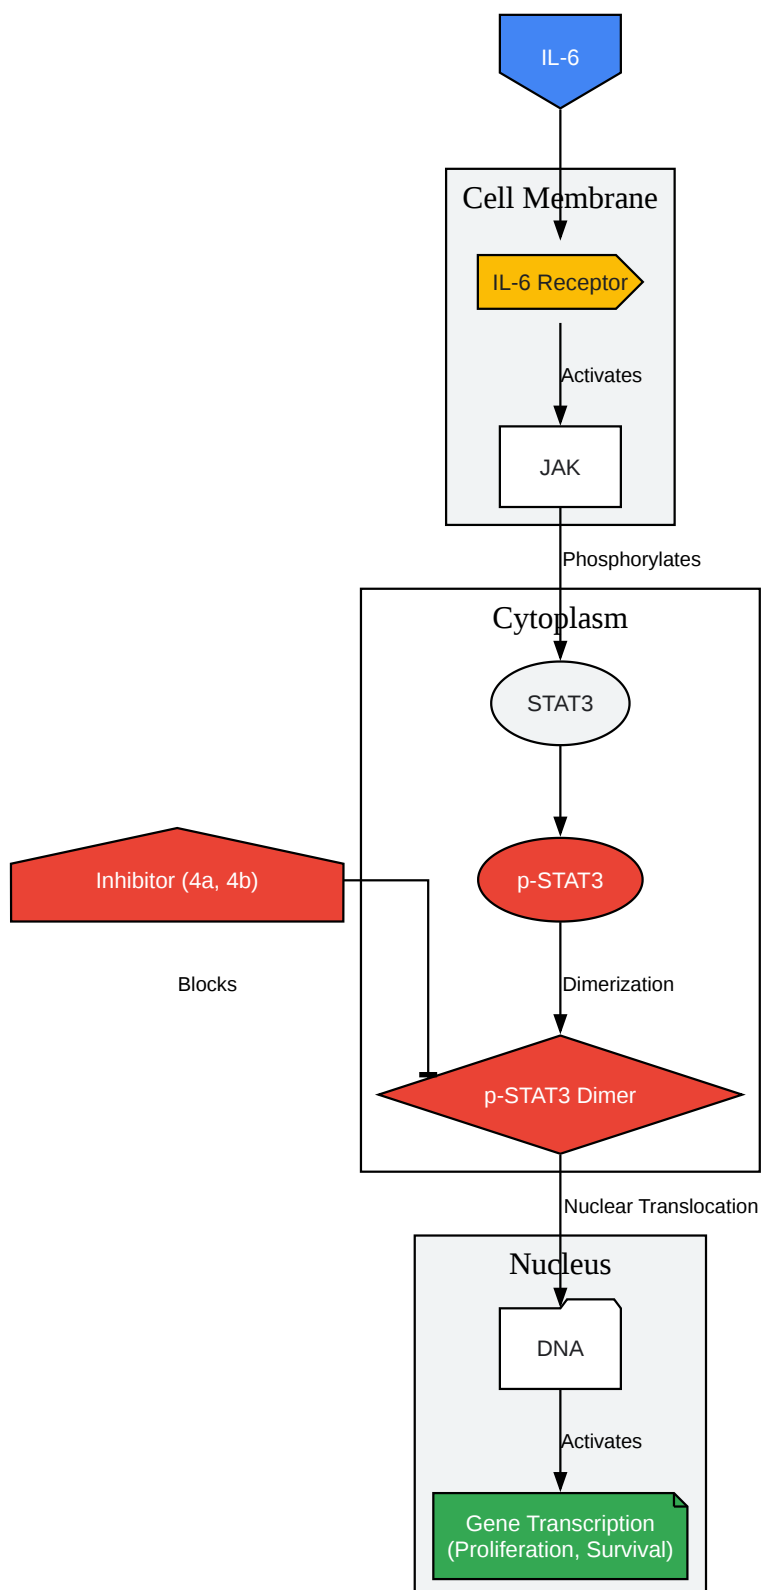 IL-6
Cell Membrane
IL-6 Receptor
Activates
JAK
Phosphorylates
Cytoplasm
STAT3
Inhibitor (4a, 4b)
p-STAT3
Blocks
Dimerization
p-STAT3 Dimer
Nuclear Translocation
Nucleus
DNA
Activates
Gene Transcription
(Proliferation, Survival)